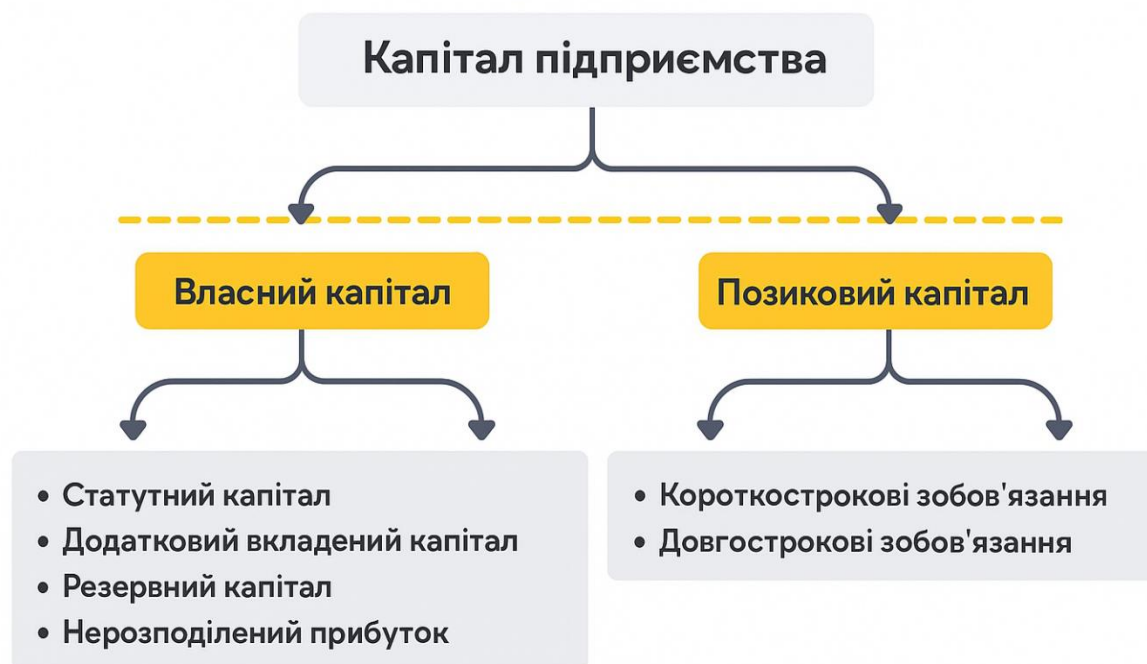 Капітал підприємства
Власний капітал
Позиковий капітал
• Статутний капітал
• Додатковий вкладений капітал
• Резервний капітал
• Нерозподілений прибуток
• Короткострокові зобов'язання
• Довгострокові зобов'язання